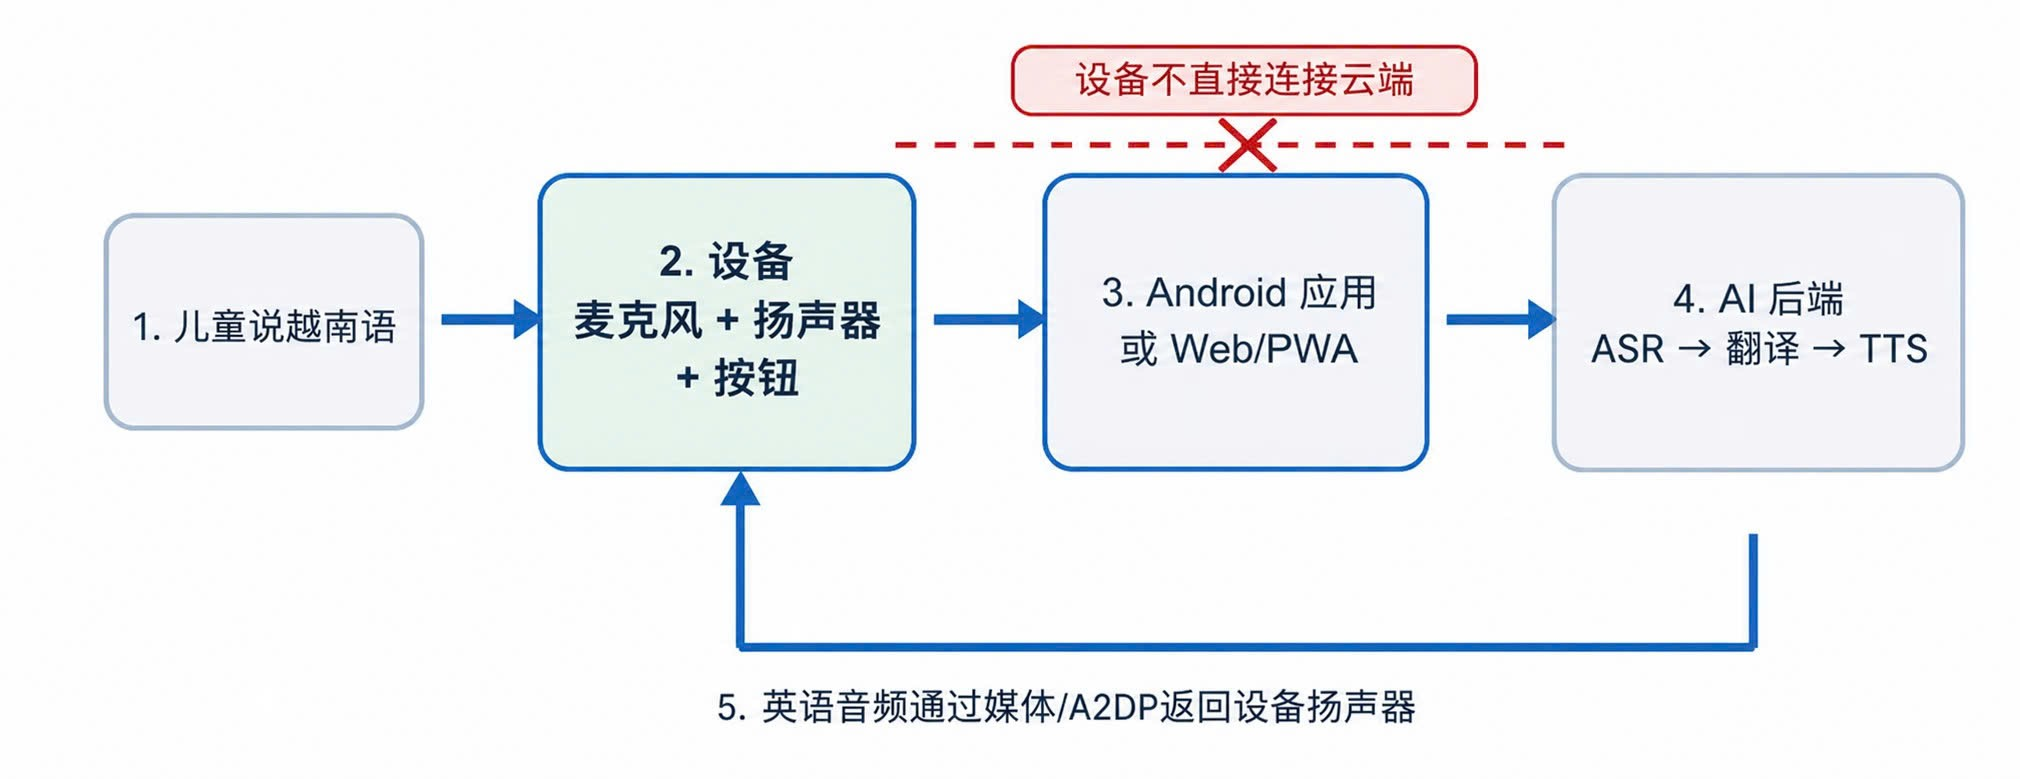 设备不直接连接云端
1. 儿童说越南语
2. 设备
麦克风 + 扬声器
+ 按钮
3. Android 应用
或 Web/PWA
4. AI 后端
ASR → 翻译 → TTS
5. 英语音频通过媒体/A2DP返回设备扬声器